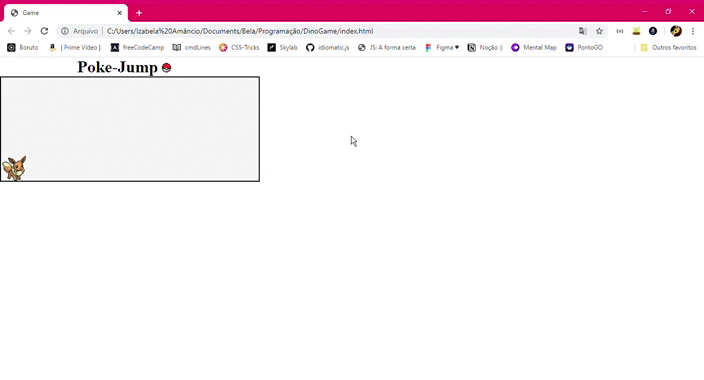 Game
Arquivo C:/Users/Izabela%20Amâncio/Documents/Bela/Programação/DinoGame/index.html
Boruto | Prime Video | freeCodeCamp cmdLines CSS-Tricks Skylab idiomatic.js JS: A forma certa Figma ♥ Noção :) Mental Map PontoGO Outros favoritos
Poke-Jump